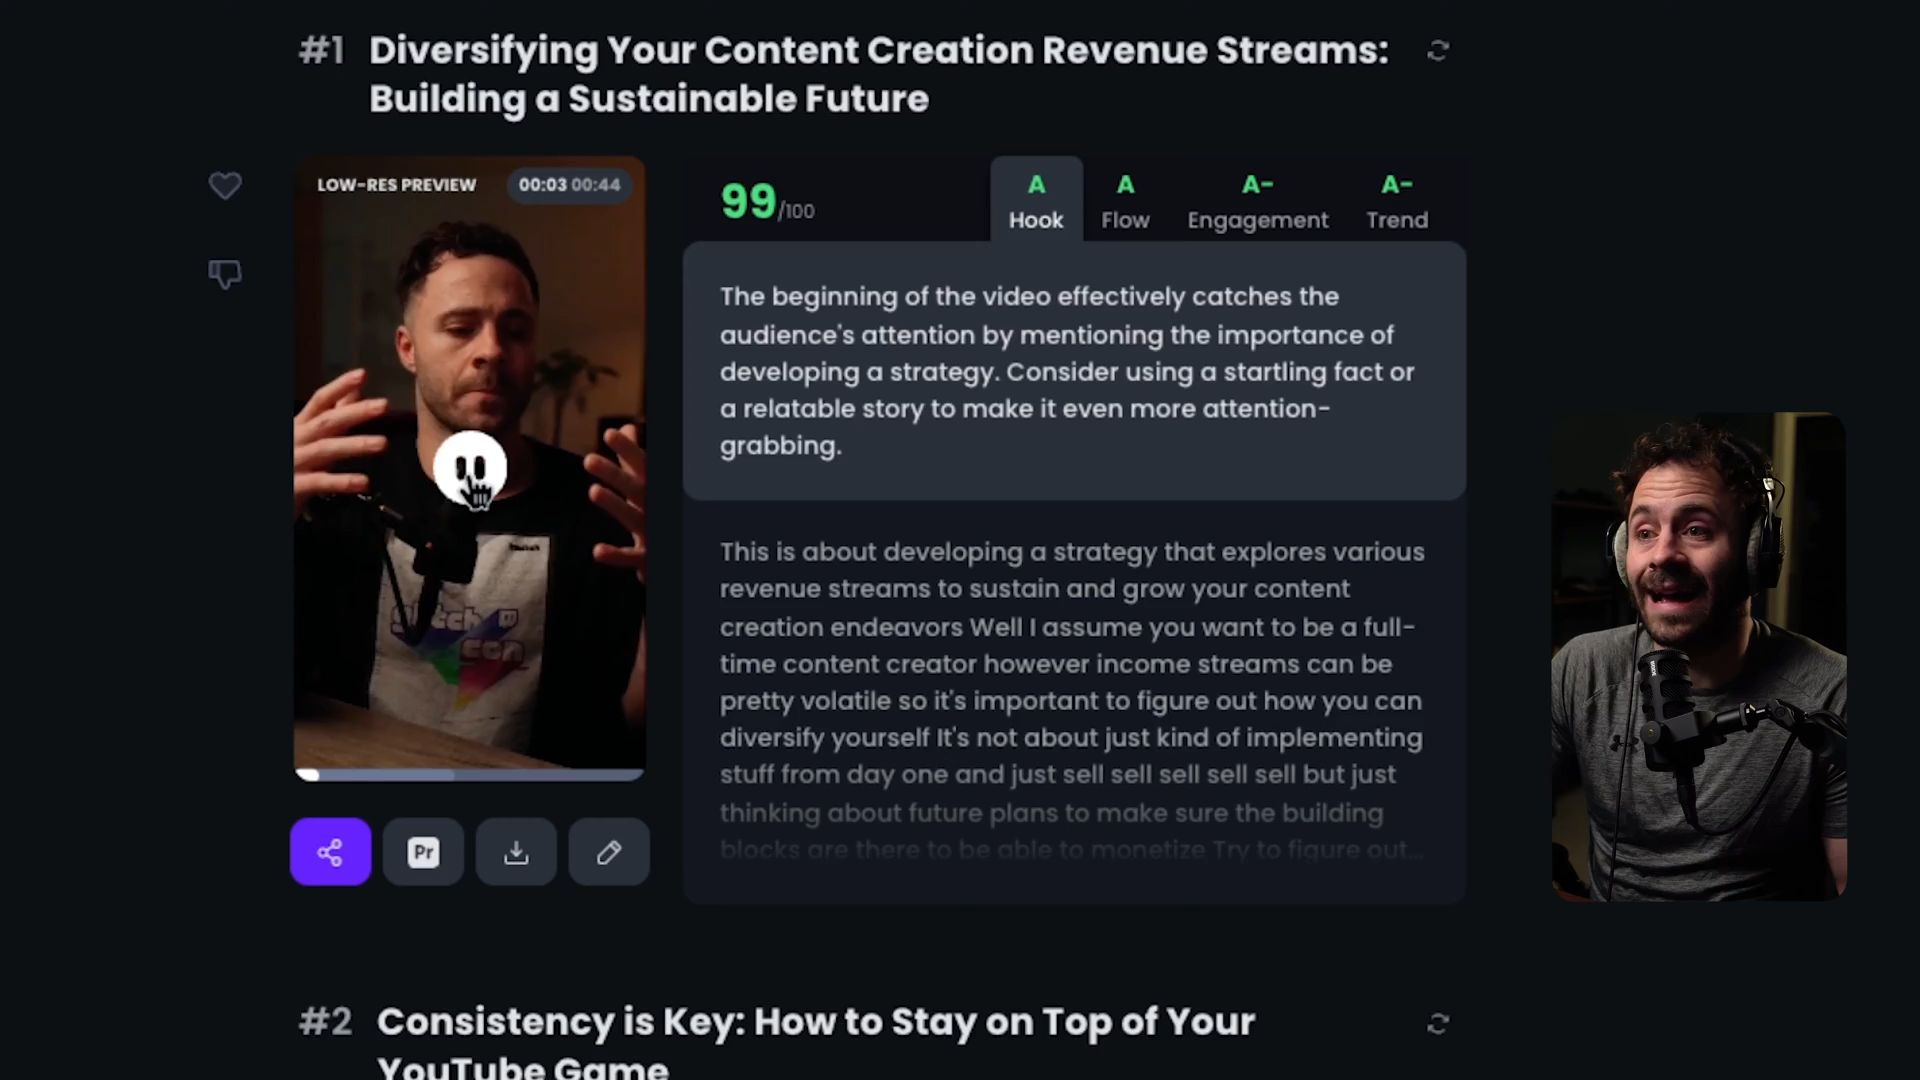 #1 Diversifying Your Content Creation Revenue Streams:
Building a Sustainable Future
LOW-RES PREVIEW 00:03 00:44
99/100
A
Hook
A
Flow
A-
Engagement
A-
Trend
The beginning of the video effectively catches the
audience's attention by mentioning the importance of
developing a strategy. Consider using a startling fact or
a relatable story to make it even more attention-
grabbing.
This is about developing a strategy that explores various
revenue streams to sustain and grow your content
creation endeavors Well I assume you want to be a full-
time content creator however income streams can be
pretty volatile so it's important to figure out how you can
diversify yourself It's not about just kind of implementing
stuff from day one and just sell sell sell sell sell but just
thinking about future plans to make sure the building
blocks are there to be able to monetize Try to figure out...
con
Pr
#2 Consistency is Key: How to Stay on Top of Your
YouTube Game